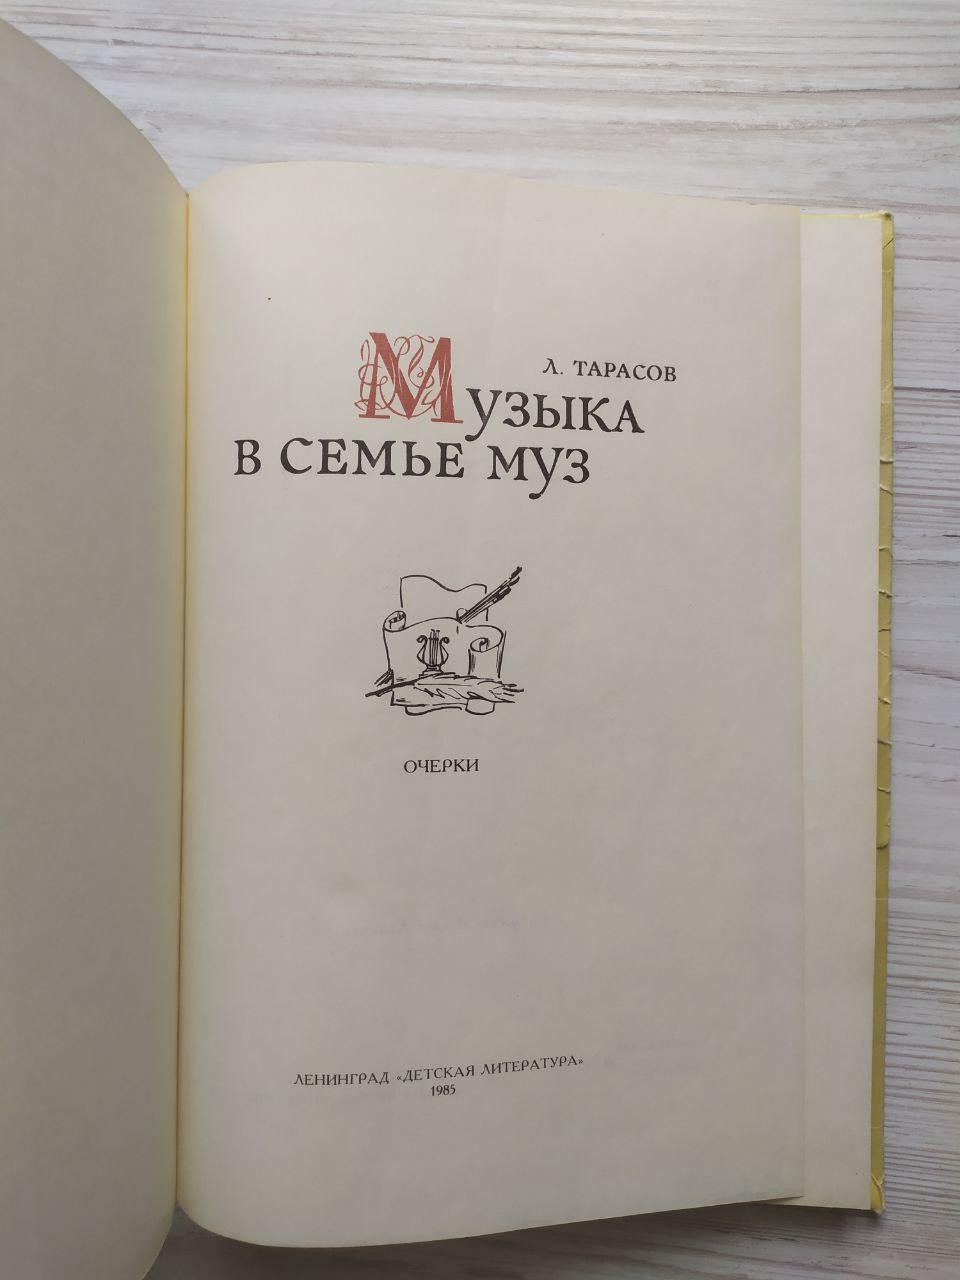 Л. ТАРАСОВ
Музыка
в семье муз
ОЧЕРКИ
ЛЕНИНГРАД «ДЕТСКАЯ ЛИТЕРАТУРА»
1985